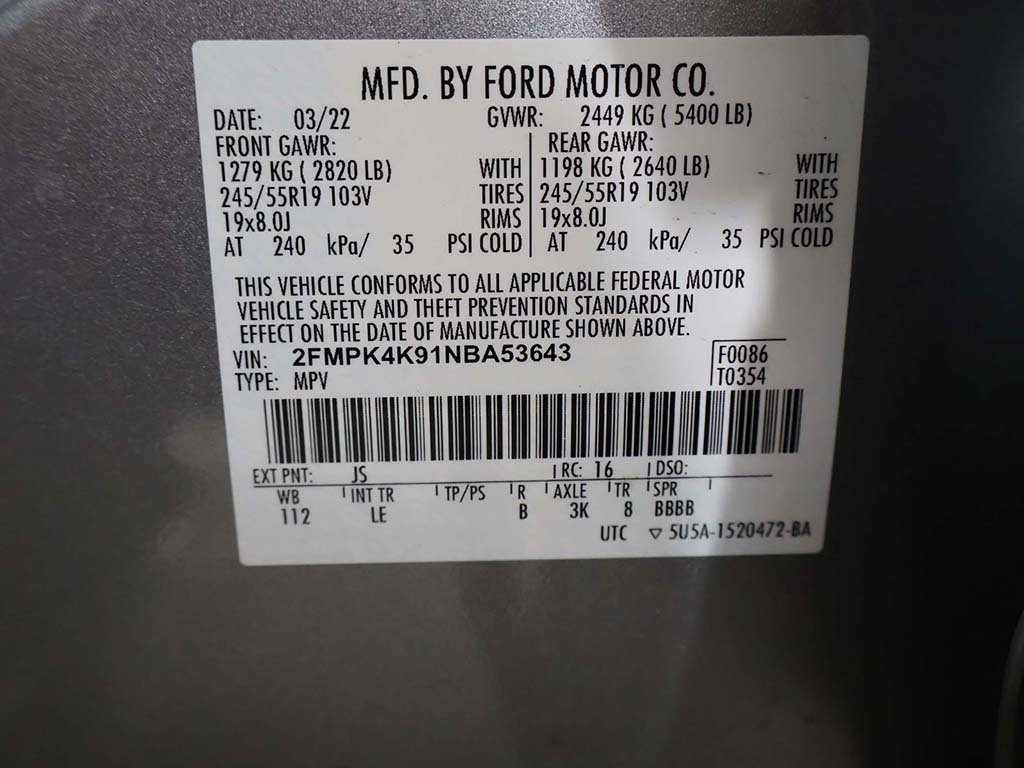 MFD. BY FORD MOTOR CO.
DATE: 03/22 GVWR: 2449 KG ( 5400 LB)
FRONT GAWR: REAR GAWR:
1279 KG ( 2820 LB) WITH 1198 KG ( 2640 LB) WITH
245/55R19 103V TIRES 245/55R19 103V TIRES
19x8.0J RIMS 19x8.0J RIMS
AT 240 kPa/ 35 PSI COLD AT 240 kPa/ 35 PSI COLD
THIS VEHICLE CONFORMS TO ALL APPLICABLE FEDERAL MOTOR
VEHICLE SAFETY AND THEFT PREVENTION STANDARDS IN
EFFECT ON THE DATE OF MANUFACTURE SHOWN ABOVE.
VIN: 2FMPK4K91NBA53643 F0086
TYPE: MPV T0354
EXT PNT: JS RC: 16 DSO:
WB INT TR TP/PS R AXLE TR SPR
112 LE B 3K 8 BBBB
UTC ▽ 5U5A-1520472-BA